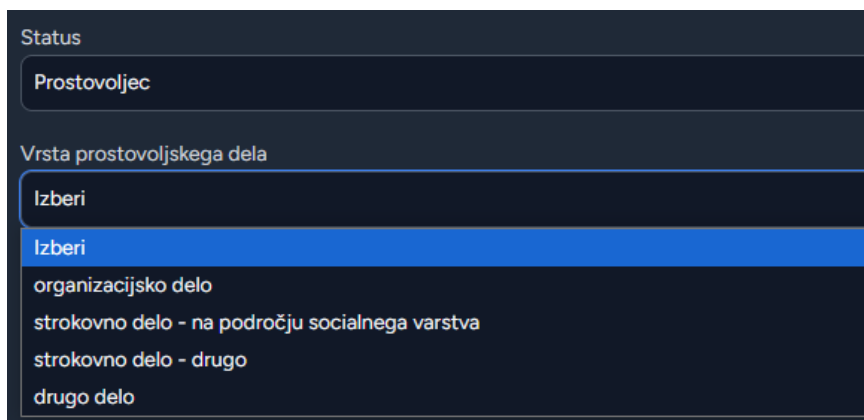 Status
Prostovoljec
Vrsta prostovoljskega dela
Izberi
Izberi
organizacijsko delo
strokovno delo - na področju socialnega varstva
strokovno delo - drugo
drugo delo